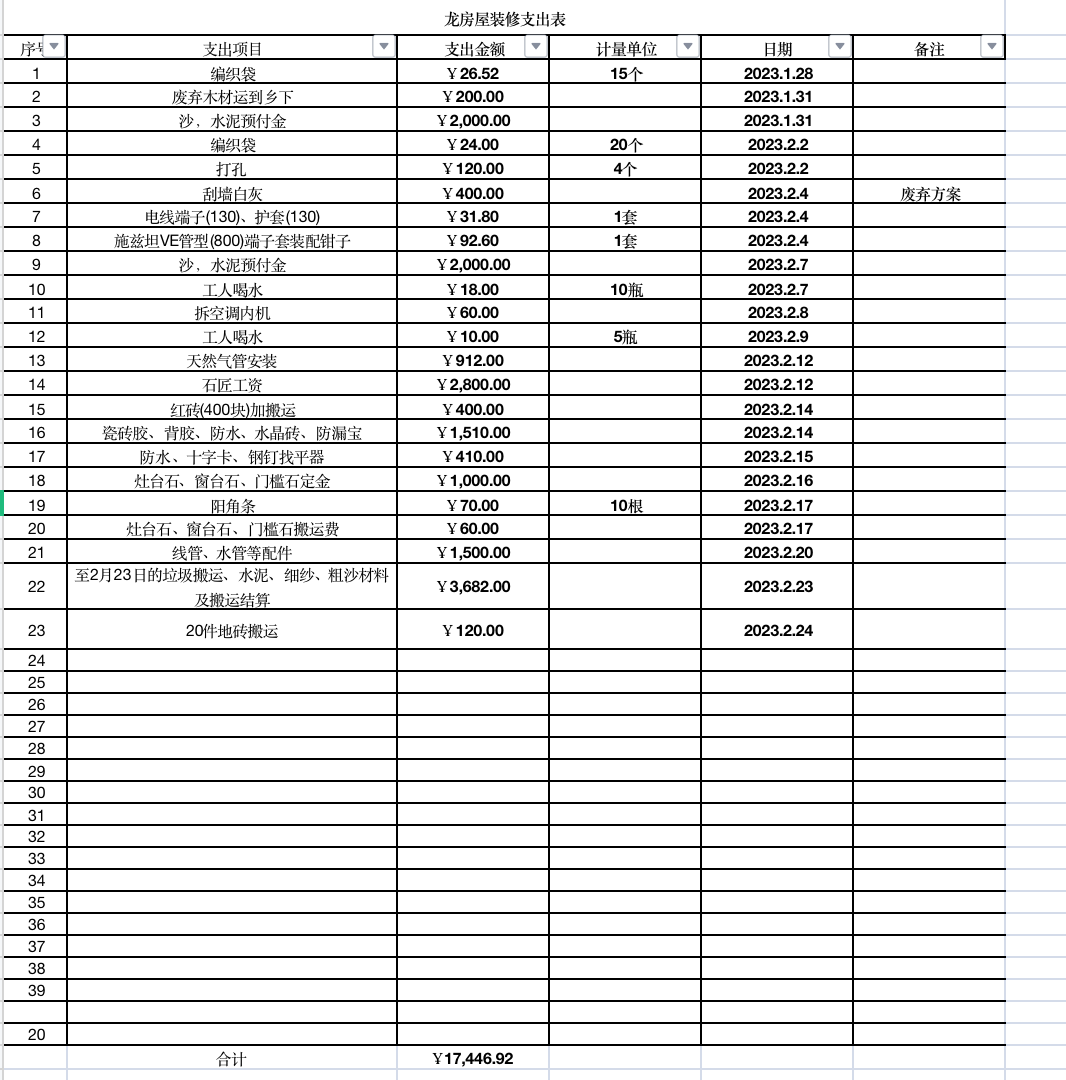 龙房屋装修支出表
序号 支出项目 支出金额 计量单位 日期 备注
1 编织袋 ￥26.52 15个 2023.1.28
2 废弃木材运到乡下 ￥200.00 2023.1.31
3 沙，水泥预付金 ￥2,000.00 2023.1.31
4 编织袋 ￥24.00 20个 2023.2.2
5 打孔 ￥120.00 4个 2023.2.2
6 刮墙白灰 ￥400.00 2023.2.4 废弃方案
7 电线端子(130)、护套(130) ￥31.80 1套 2023.2.4
8 施兹坦VE管型(800)端子套装配钳子 ￥92.60 1套 2023.2.4
9 沙，水泥预付金 ￥2,000.00 2023.2.7
10 工人喝水 ￥18.00 10瓶 2023.2.7
11 拆空调内机 ￥60.00 2023.2.8
12 工人喝水 ￥10.00 5瓶 2023.2.9
13 天然气管安装 ￥912.00 2023.2.12
14 石匠工资 ￥2,800.00 2023.2.12
15 红砖(400块)加搬运 ￥400.00 2023.2.14
16 瓷砖胶、背胶、防水、水晶砖、防漏宝 ￥1,510.00 2023.2.14
17 防水、十字卡、钢钉找平器 ￥410.00 2023.2.15
18 灶台石、窗台石、门槛石定金 ￥1,000.00 2023.2.16
19 阳角条 ￥70.00 10根 2023.2.17
20 灶台石、窗台石、门槛石搬运费 ￥60.00 2023.2.17
21 线管、水管等配件 ￥1,500.00 2023.2.20
22 至2月23日的垃圾搬运、水泥、细纱、粗沙材料
及搬运结算 ￥3,682.00 2023.2.23
23 20件地砖搬运 ￥120.00 2023.2.24
24
25
26
27
28
29
30
31
32
33
34
35
36
37
38
39
20
合计 ￥17,446.92